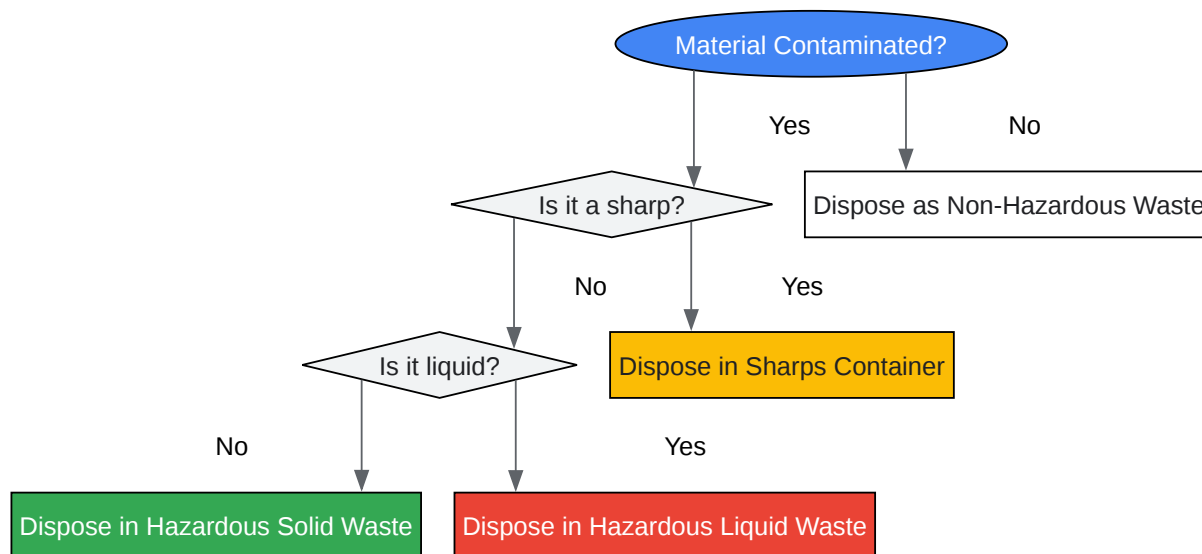 Material Contaminated?
Yes
No
Is it a sharp?
Dispose as Non-Hazardous Waste
No
Yes
Is it liquid?
Dispose in Sharps Container
No
Yes
Dispose in Hazardous Solid Waste
Dispose in Hazardous Liquid Waste